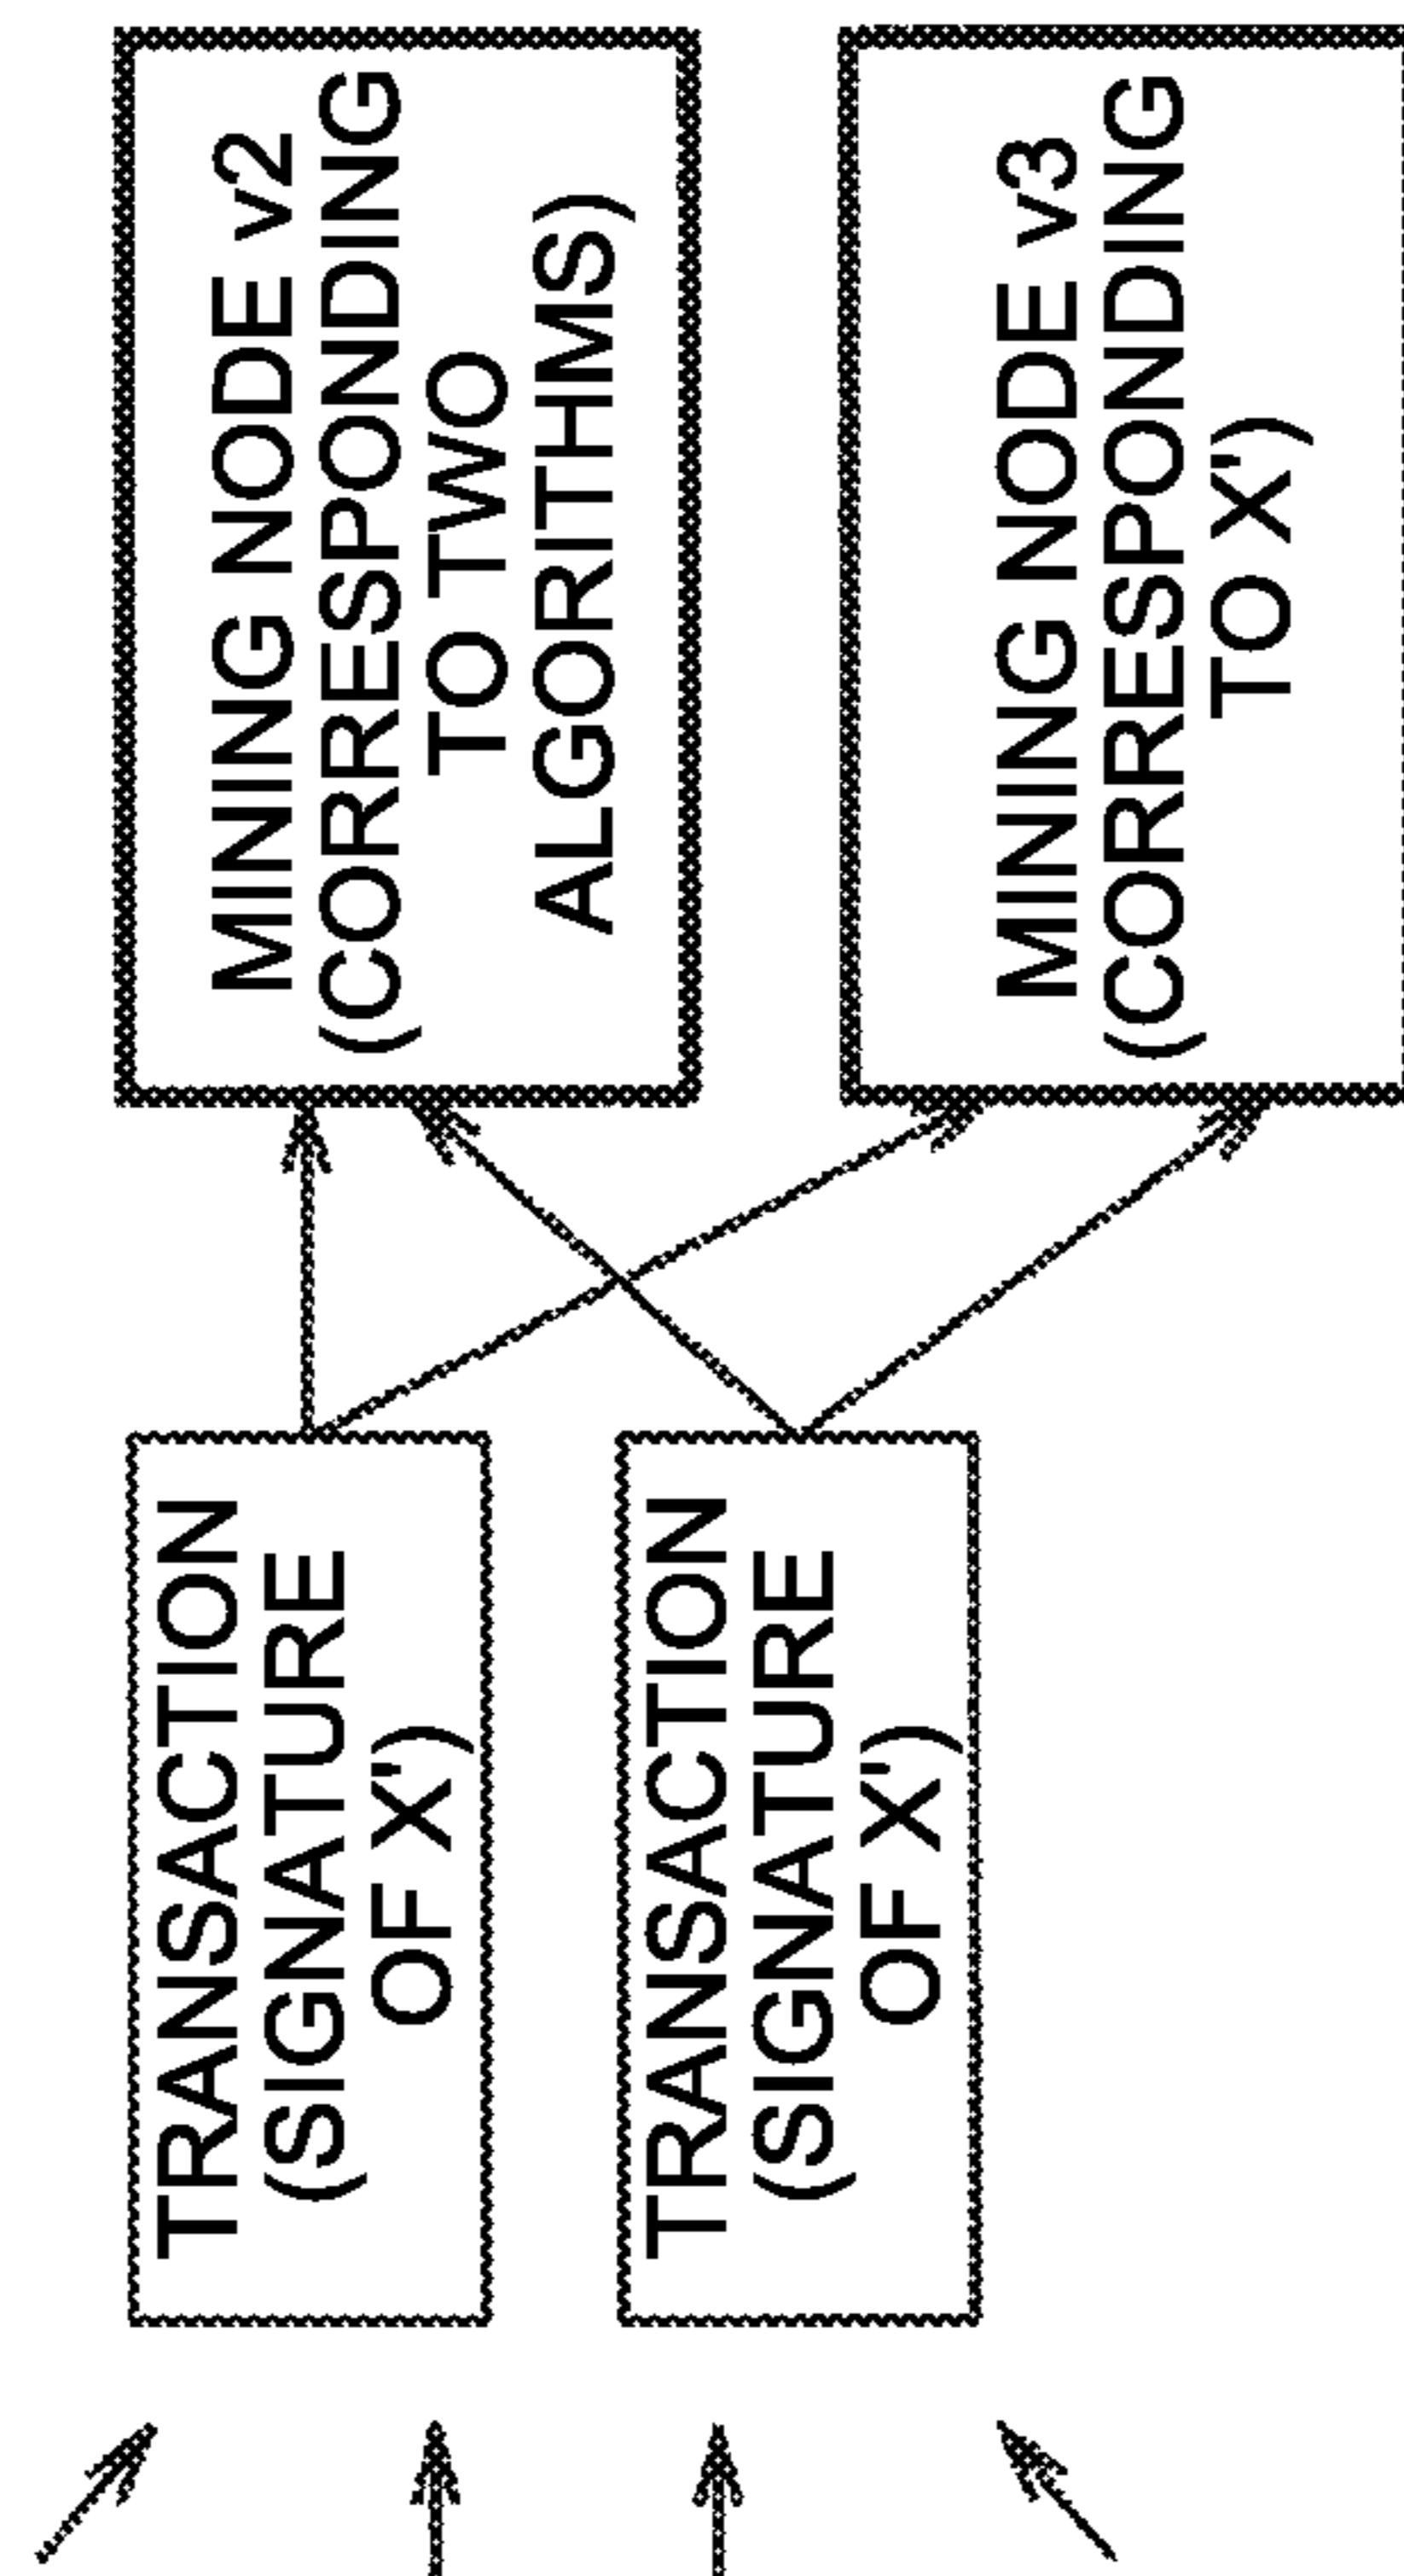 TRANSACTION
(SIGNATURE
OF X')
TRANSACTION
(SIGNATURE
OF X')
MINING NODE v2
(CORRESPONDING
TO TWO
ALGORITHMS)
MINING NODE v3
(CORRESPONDING
TO X')